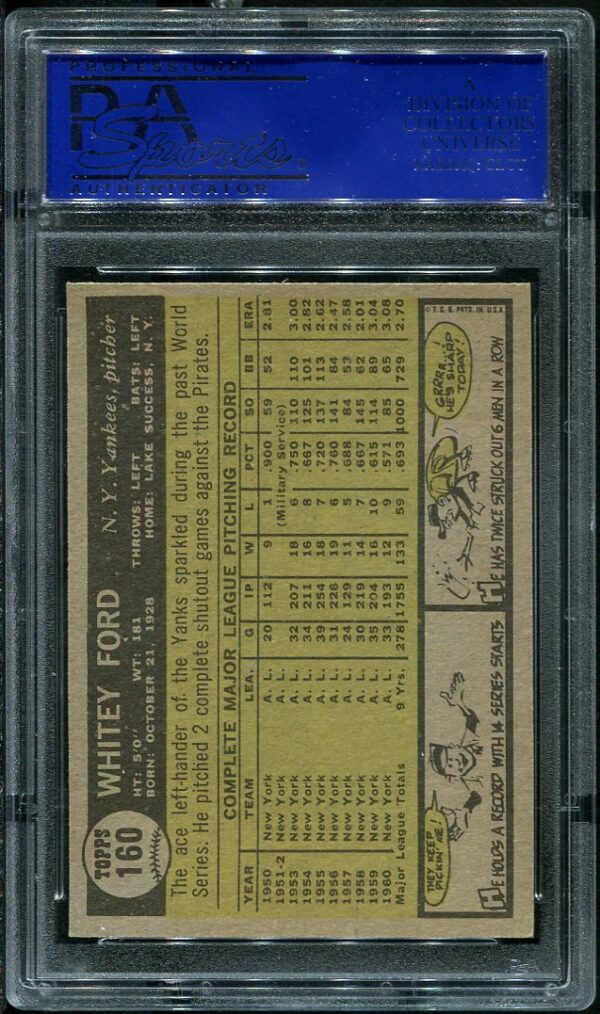 PROFESSIONAL
PSA
Sports
AUTHENTICATOR
A
DIVISION OF
COLLECTORS
UNIVERSE
NASDAQ: CLCT
TOPPS
160
WHITEY FORD N. Y. Yankees, pitcher
HT: 5'0'' WT: 181 THROWS: LEFT BATS: LEFT
BORN: OCTOBER 21, 1928 HOME: LAKE SUCCESS, N. Y.
The ace left-hander of the Yanks sparkled during the past World
Series. He pitched 2 complete shutout games against the Pirates.
COMPLETE MAJOR LEAGUE PITCHING RECORD
YEAR TEAM LEA. G IP W L PCT SO BB ERA
1950 New York A. L. 20 112 9 1 .900 59 52 2.81
1951-2 New York A. L. (Military Service)
1953 New York A. L. 32 207 18 6 .750 110 110 3.00
1954 New York A. L. 34 211 16 8 .667 125 101 2.82
1955 New York A. L. 39 254 18 7 .720 137 113 2.62
1956 New York A. L. 31 226 19 6 .760 141 84 2.47
1957 New York A. L. 24 129 11 5 .688 84 53 2.58
1958 New York A. L. 30 219 14 7 .667 145 62 2.01
1959 New York A. L. 35 204 16 10 .615 114 89 3.04
1960 New York A. L. 33 193 12 9 .571 85 65 3.08
Major League Totals 9 Yrs. 278 1755 133 59 .693 1000 729 2.70
THEY KEEP
PICKIN' ME!
HE HOLDS A RECORD WITH 14 SERIES STARTS
© T. C. G. PRTD. IN U.S.A.
GRRRR..
HE'S SHARP
TODAY!
HE HAS TWICE STRUCK OUT 6 MEN IN A ROW